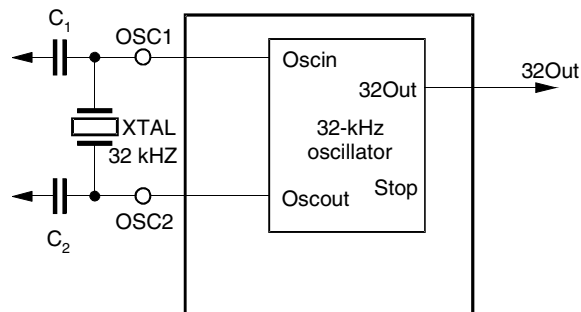 C1
OSC1
Oscin
32Out
32Out
XTAL
32 kHZ
32-kHz
oscillator
Stop
Oscout
OSC2
C2